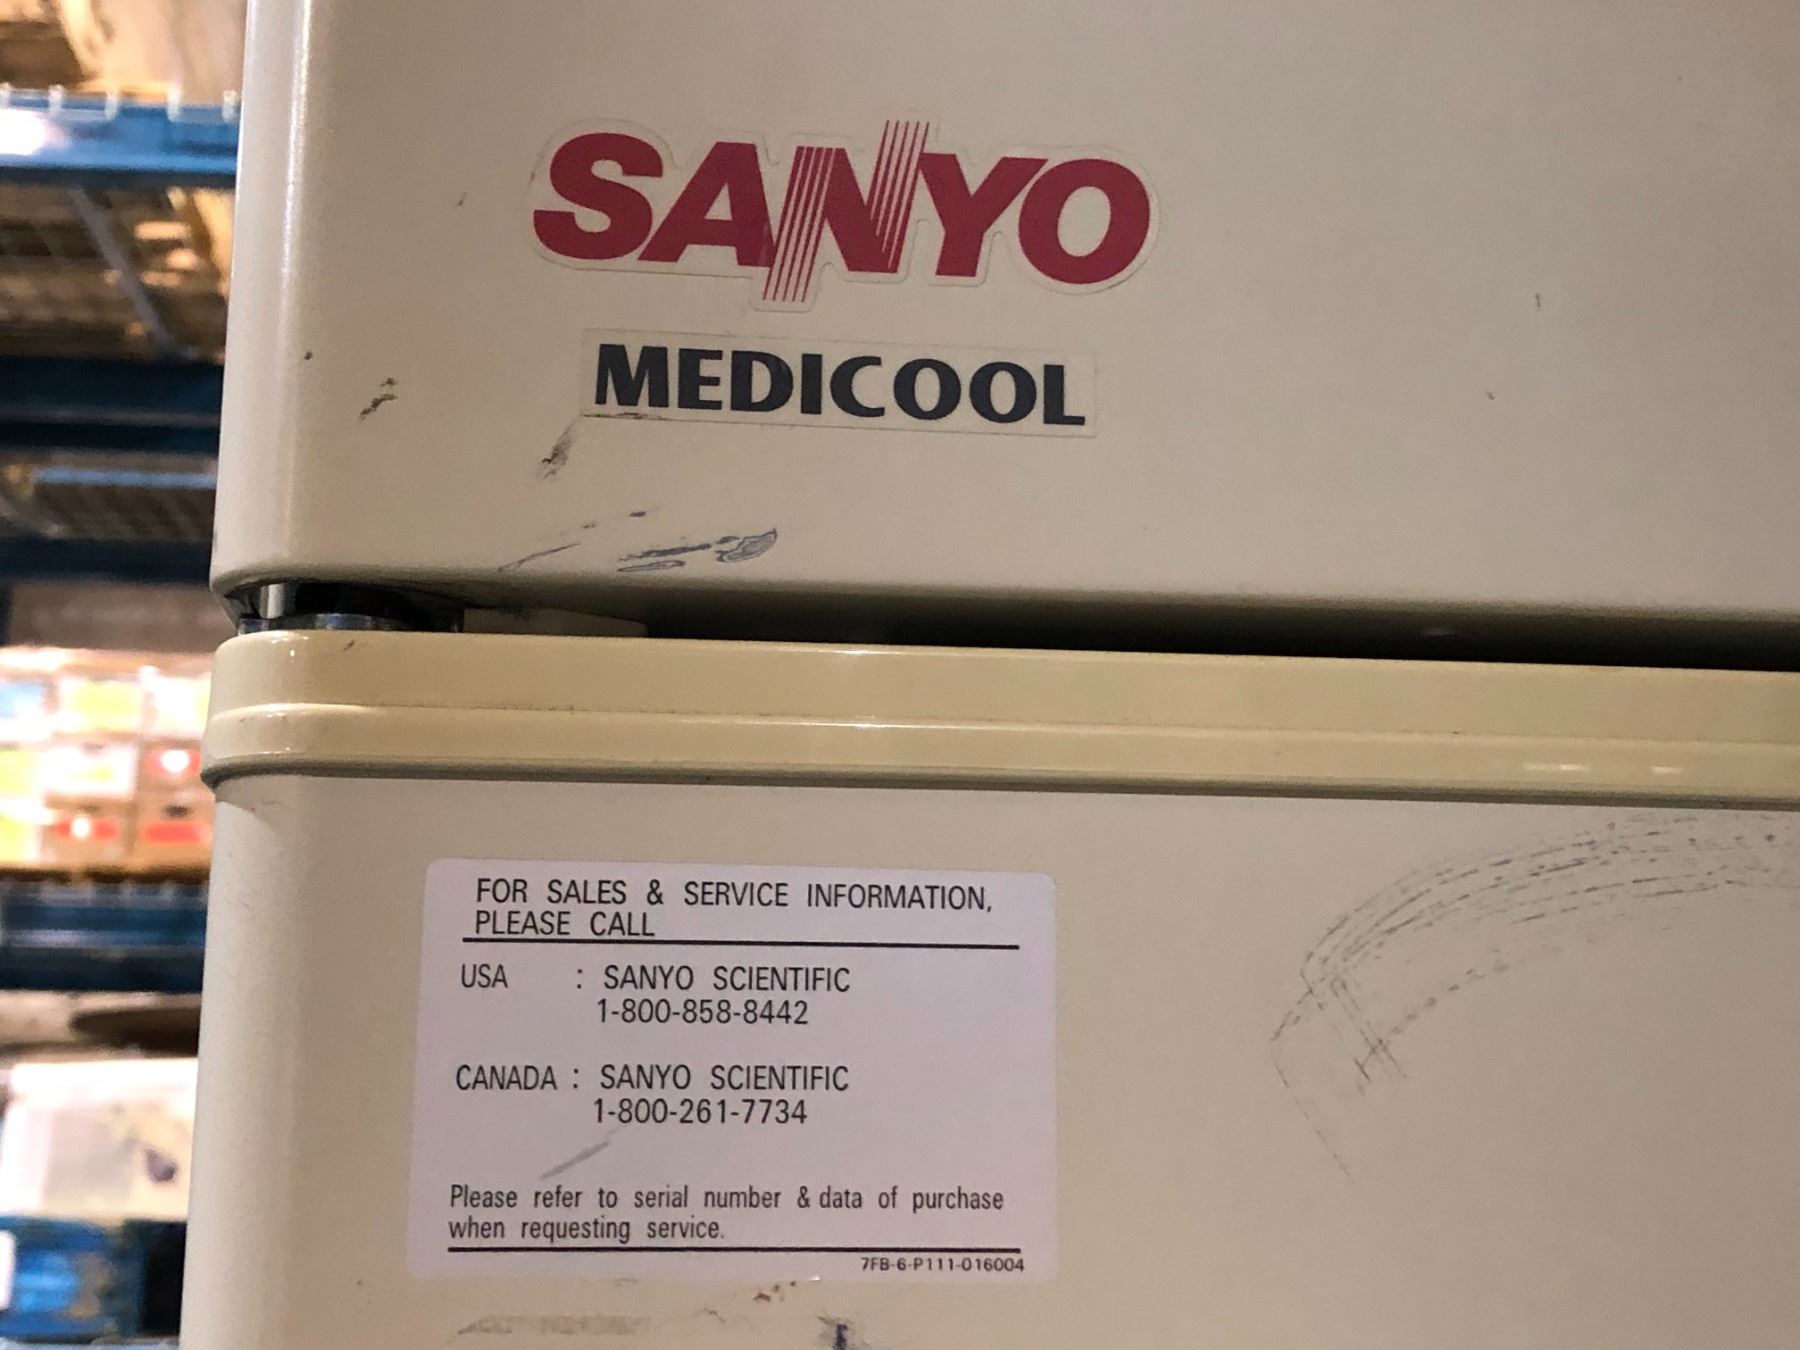 SANYO
MEDICOOL
FOR SALES & SERVICE INFORMATION,
PLEASE CALL
USA : SANYO SCIENTIFIC
1-800-858-8442
CANADA : SANYO SCIENTIFIC
1-800-261-7734
Please refer to serial number & data of purchase
when requesting service.
7FB-6-P111-016004